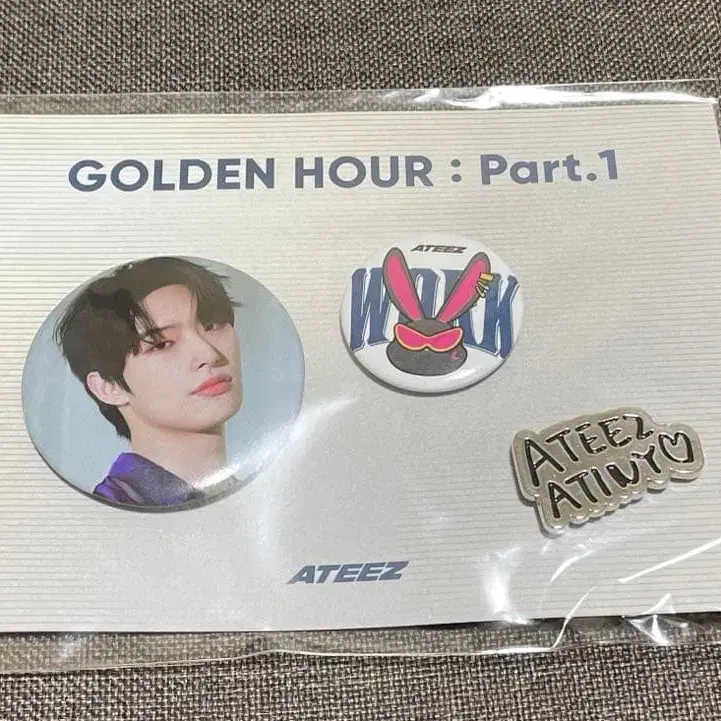 GOLDEN HOUR : Part.1
ATEEZ
WORK
ATEEZ
ATINY
ATEEZ